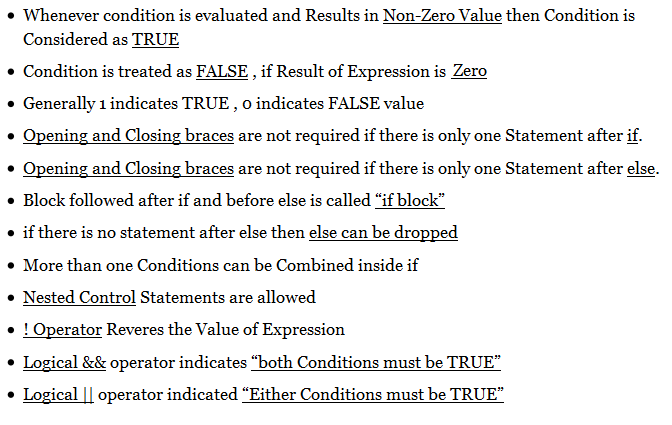 • Whenever condition is evaluated and Results in Non-Zero Value then Condition is
Considered as TRUE
• Condition is treated as FALSE , if Result of Expression is Zero
• Generally 1 indicates TRUE , 0 indicates FALSE value
• Opening and Closing braces are not required if there is only one Statement after if.
• Opening and Closing braces are not required if there is only one Statement after else.
• Block followed after if and before else is called “if block”
• if there is no statement after else then else can be dropped
• More than one Conditions can be Combined inside if
• Nested Control Statements are allowed
• ! Operator Reveres the Value of Expression
• Logical && operator indicates “both Conditions must be TRUE”
• Logical || operator indicated “Either Conditions must be TRUE”